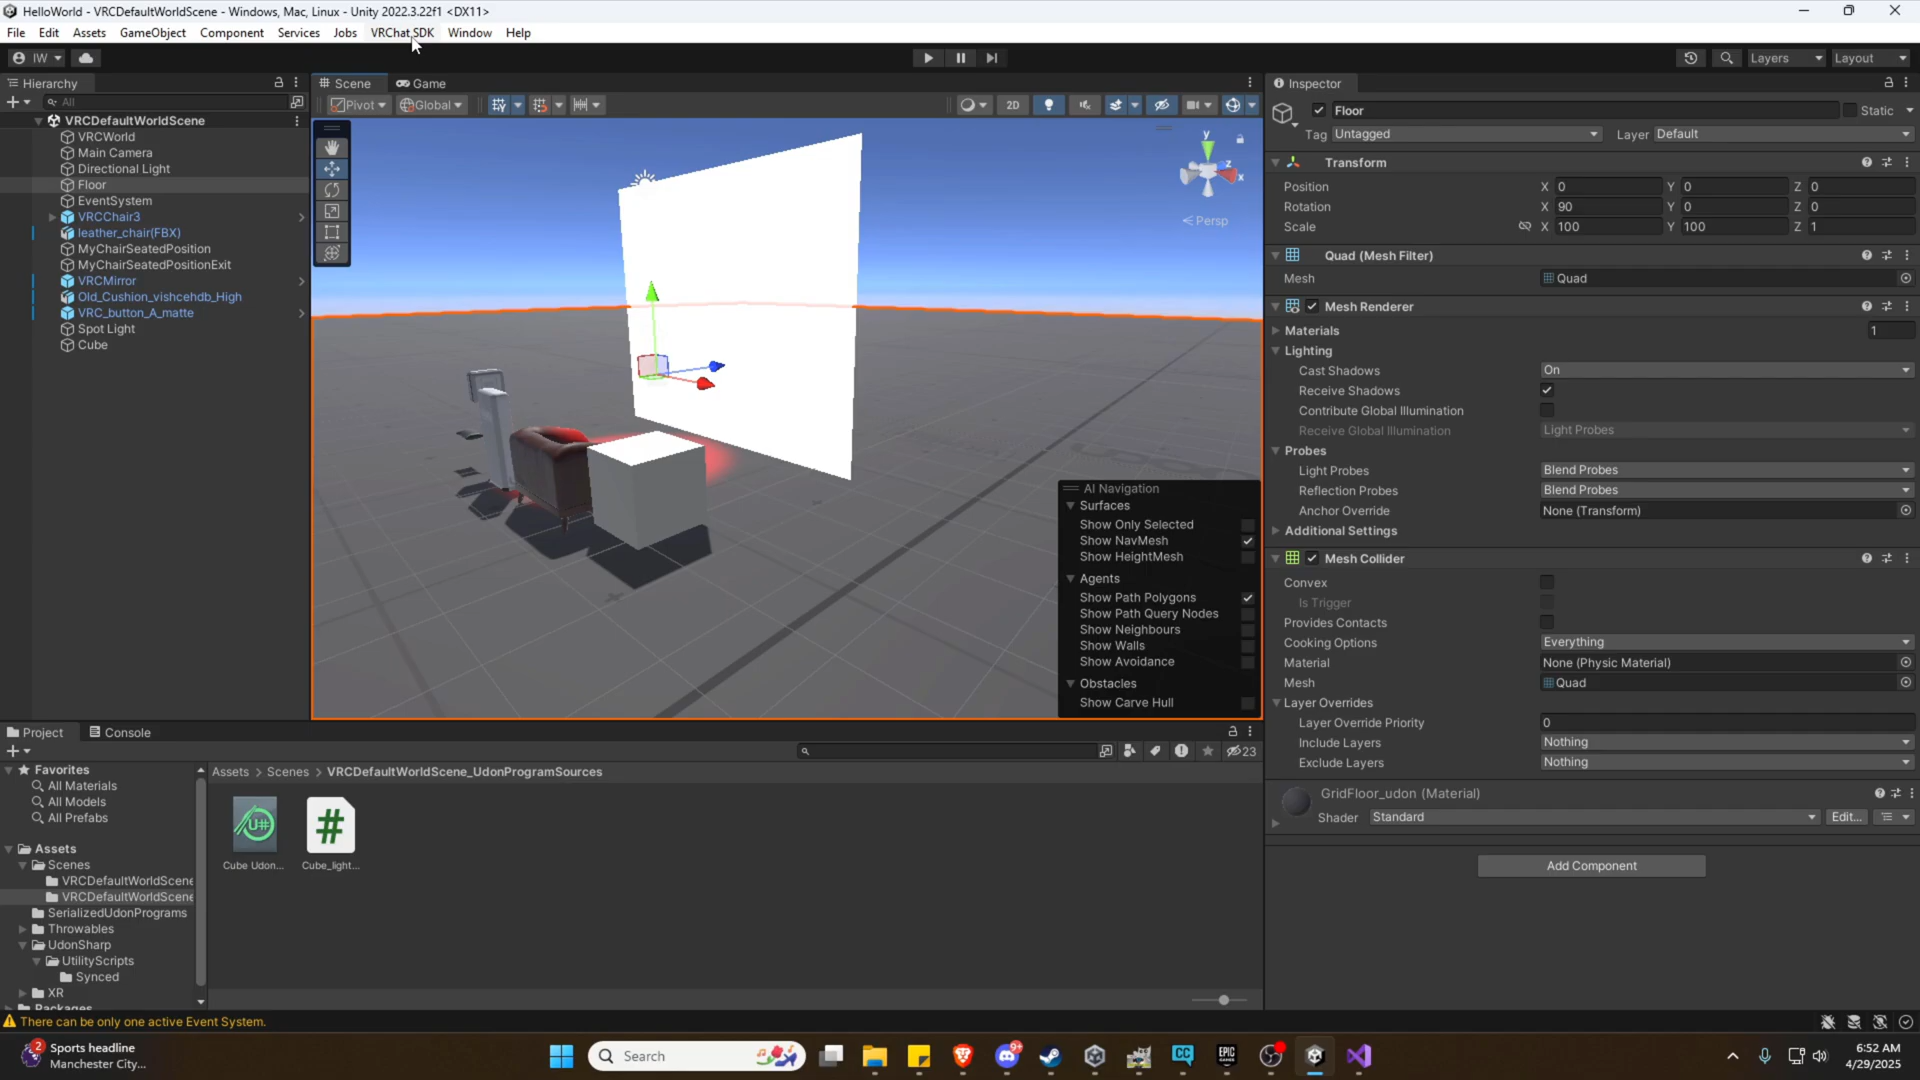 HelloWorld - VRCDefaultWorldScene - Windows, Mac, Linux - Unity 2022.3.22f1 <DX11>
File Edit Assets GameObject Component Services Jobs VRChat SDK Window Help
IW Layers Layout
Hierarchy
All
VRCDefaultWorldScene
VRCWorld
Main Camera
Directional Light
Floor
EventSystem
VRCChair3
leather_chair(FBX)
MyChairSeatedPosition
MyChairSeatedPositionExit
VRCMirror
Old_Cushion_vishcehdb_High
VRC_button_A_matte
Spot Light
Cube
Scene Game
Pivot Global 2D
y
z
x
Persp
AI Navigation
Surfaces
Show Only Selected
Show NavMesh
Show HeightMesh
Agents
Show Path Polygons
Show Path Query Nodes
Show Neighbours
Show Walls
Show Avoidance
Obstacles
Show Carve Hull
Inspector
Floor Static
Tag Untagged Layer Default
Transform
Position X 0 Y 0 Z 0
Rotation X 90 Y 0 Z 0
Scale X 100 Y 100 Z 1
Quad (Mesh Filter)
Mesh Quad
Mesh Renderer
Materials 1
Lighting
Cast Shadows On
Receive Shadows
Contribute Global Illumination
Receive Global Illumination Light Probes
Probes
Light Probes Blend Probes
Reflection Probes Blend Probes
Anchor Override None (Transform)
Additional Settings
Mesh Collider
Convex
Is Trigger
Provides Contacts
Cooking Options Everything
Material None (Physic Material)
Mesh Quad
Layer Overrides
Layer Override Priority 0
Include Layers Nothing
Exclude Layers Nothing
GridFloor_udon (Material)
Shader Standard Edit...
Add Component
Project Console
23
Favorites
All Materials
All Models
All Prefabs
Assets
Scenes
VRCDefaultWorldScene
VRCDefaultWorldScene
SerializedUdonPrograms
Throwables
UdonSharp
UtilityScripts
Synced
XR
Packages
Assets > Scenes > VRCDefaultWorldScene_UdonProgramSources
U#
#
Cube Udon...
Cube_light...
There can be only one active Event System.
2
Sports headline
Manchester City...
Search
9+
CC
EPIC
GAMES
6:52 AM
4/29/2025